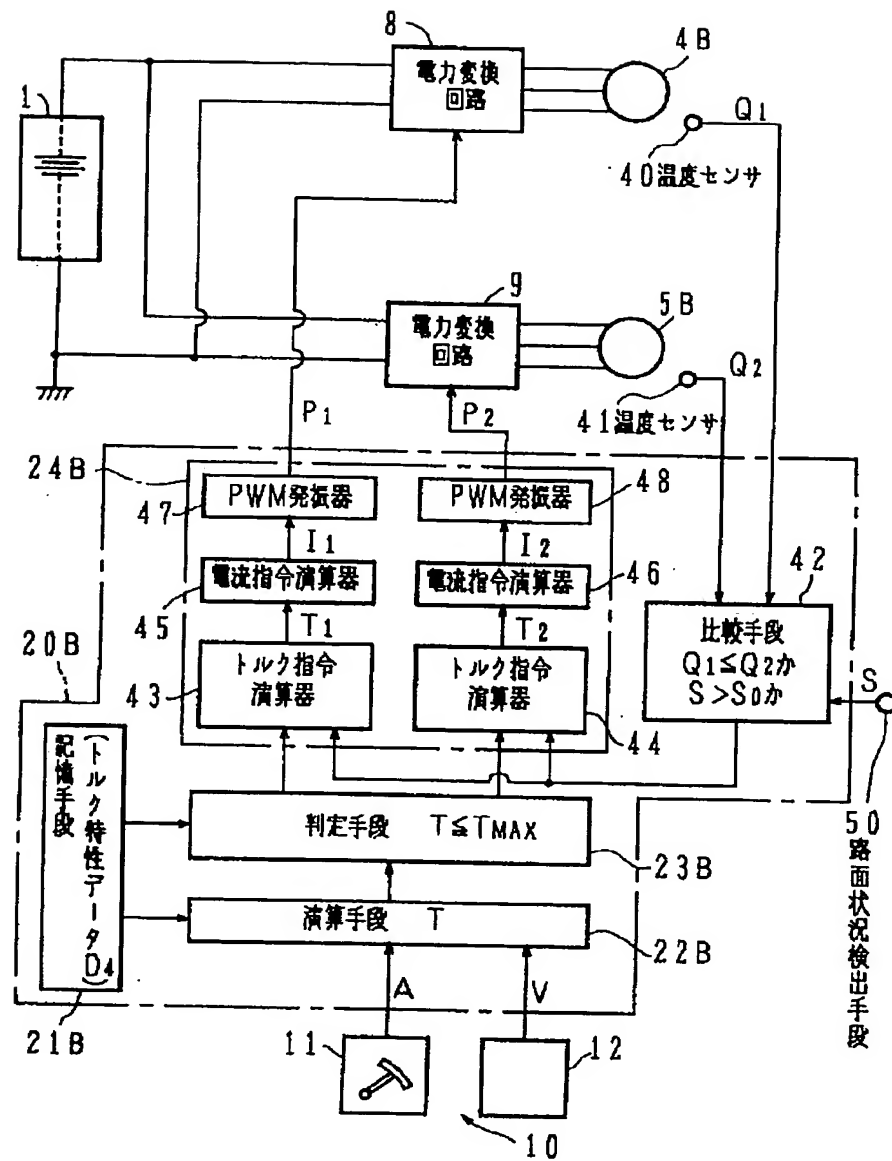 8
4B
1
電力変換
回路
Q1
40温度センサ
9
5B
電力変換
回路
Q2
41温度センサ
P1
P2
24B
47
PWM発振器
PWM発振器
48
I1
I2
電流指令演算器
電流指令演算器
46
42
45
T1
T2
比較手段
Q1≦Q2か
S>S0か
20B
トルク指令
演算器
トルク指令
演算器
S
43
44
記憶手段
(トルク特性データD4)
判定手段 T≦TMAX
50
路面状況検出手段
23B
演算手段 T
22B
A
V
21B
11
12
10